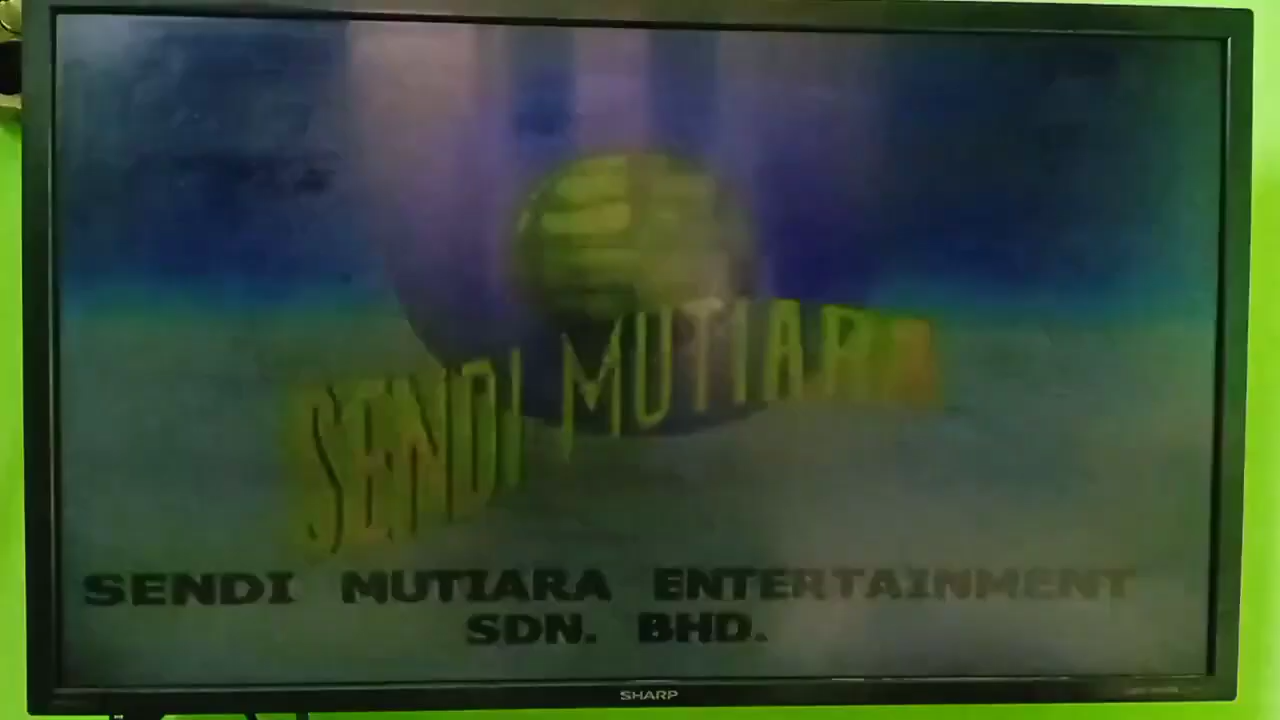 SENDI MUTIARA
SENDI MUTIARA ENTERTAINMENT
SDN. BHD.
SHARP